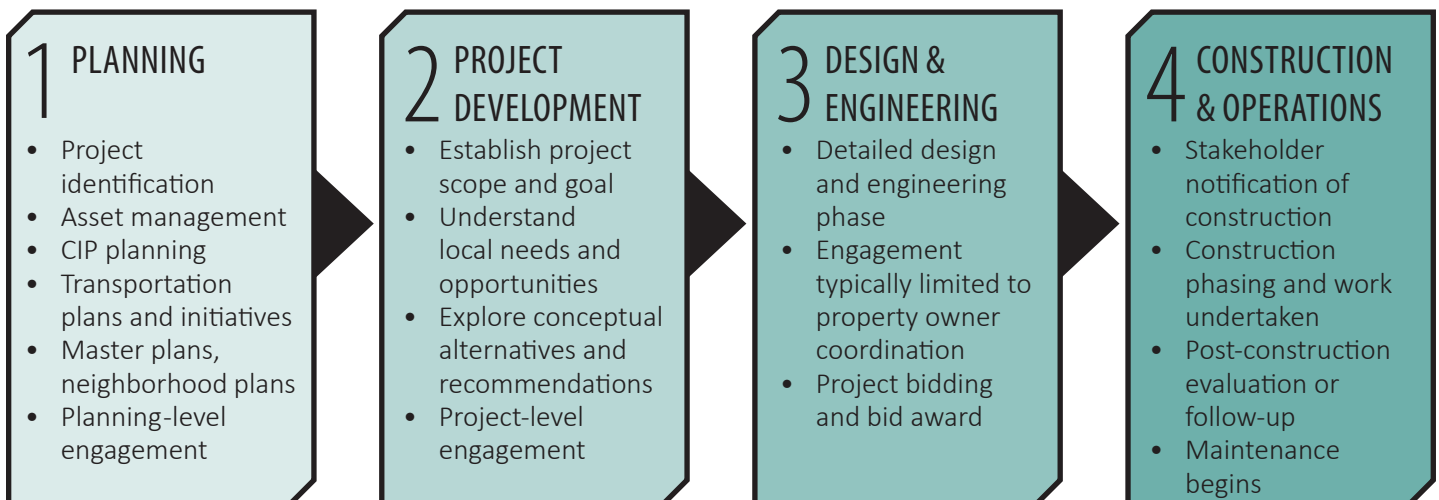 1 PLANNING
• Project
identification
• Asset management
• CIP planning
• Transportation
plans and initiatives
• Master plans,
neighborhood plans
• Planning-level
engagement
2 PROJECT
DEVELOPMENT
• Establish project
scope and goal
• Understand
local needs and
opportunities
• Explore conceptual
alternatives and
recommendations
• Project-level
engagement
3 DESIGN &
ENGINEERING
• Detailed design
and engineering
phase
• Engagement
typically limited to
property owner
coordination
• Project bidding
and bid award
4 CONSTRUCTION
& OPERATIONS
• Stakeholder
notification of
construction
• Construction
phasing and work
undertaken
• Post-construction
evaluation or
follow-up
• Maintenance
begins